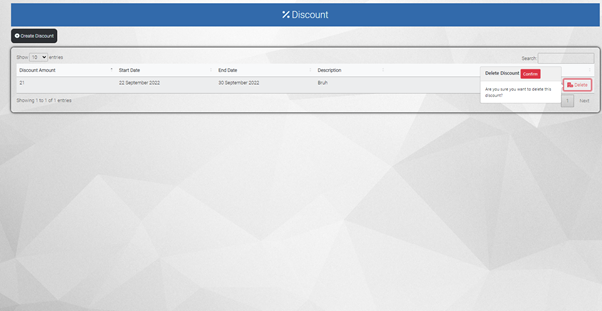 Discount
Create Discount
Show 10 entries
Search
Discount Amount Start Date End Date Description
21 22 September 2022 30 September 2022 Bruh
Delete Discount Confirm
Are you sure you want to delete this
discount?
Delete
Showing 1 to 1 of 1 entries
1 Next